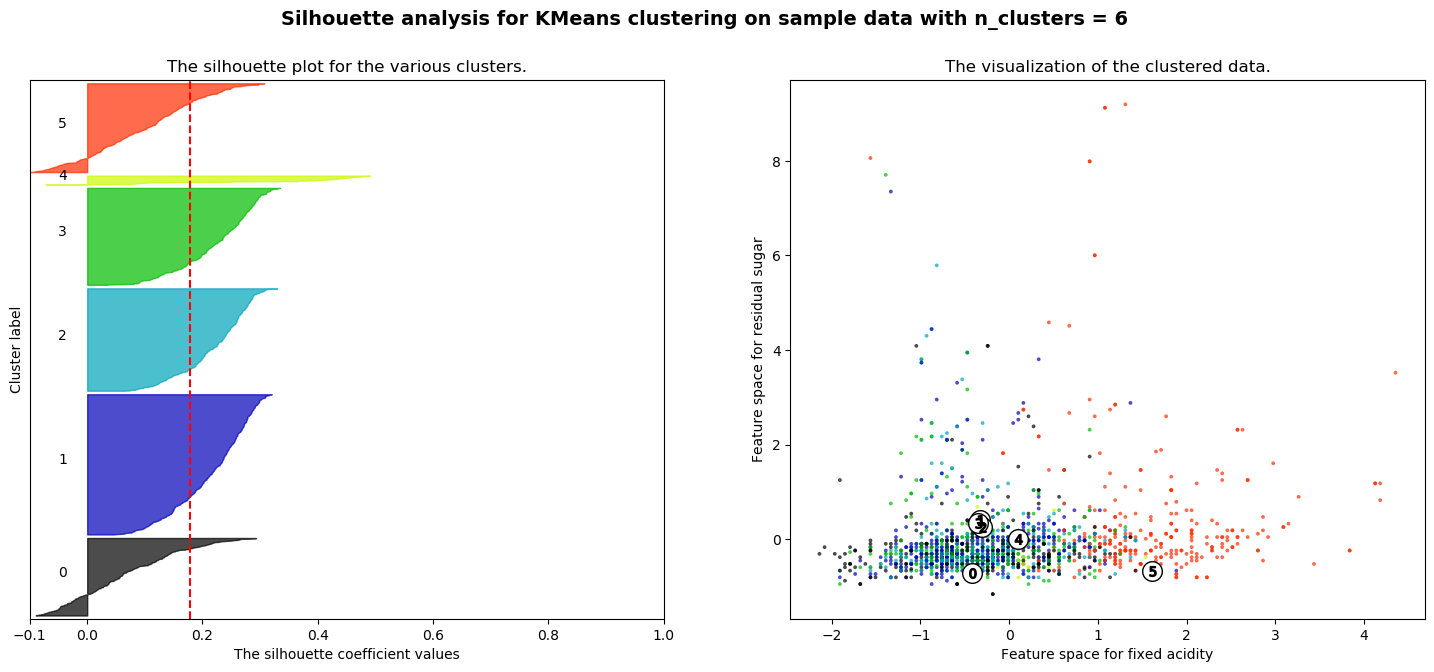 Silhouette analysis for KMeans clustering on sample data with n_clusters = 6
The silhouette plot for the various clusters.
Cluster label
5
4
3
2
1
0
−0.1 0.0 0.2 0.4 0.6 0.8 1.0
The silhouette coefficient values
The visualization of the clustered data.
Feature space for residual sugar
8
6
4
2
0
3
2
4
0
5
−2 −1 0 1 2 3 4
Feature space for fixed acidity